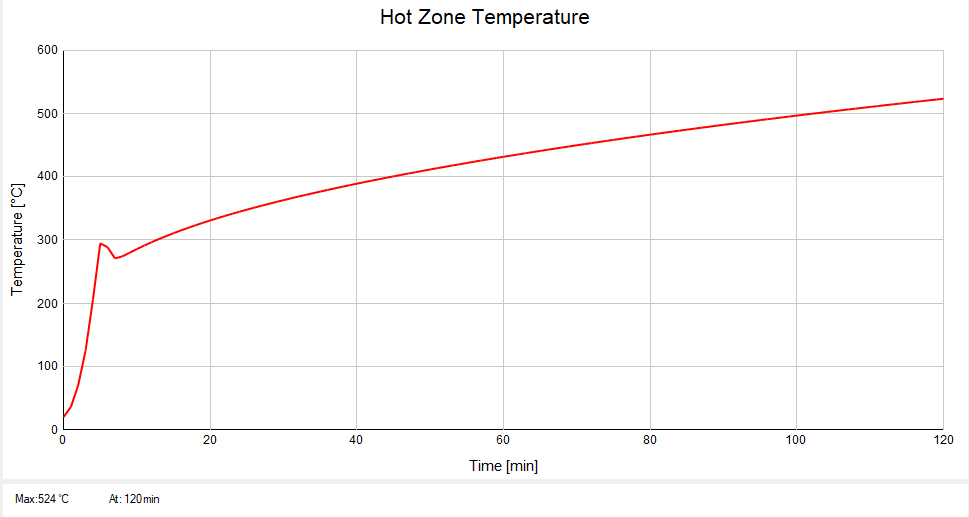 Hot Zone Temperature
600
500
400
300
200
100
0
Temperature [°C]
0 20 40 60 80 100 120
Time [min]
Max:524 °C At: 120min